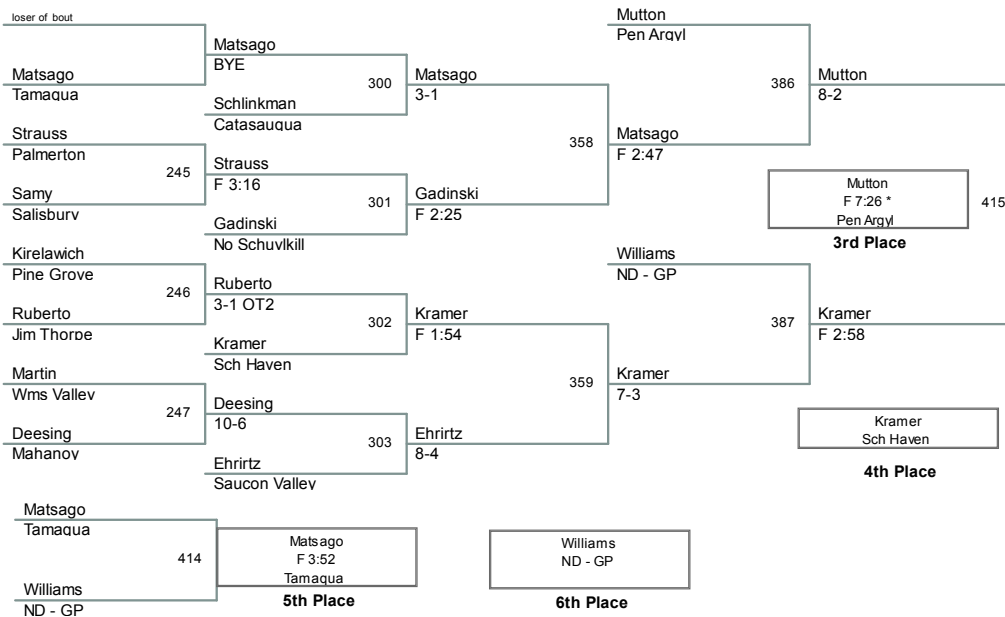 loser of bout
Matsago
Tamaqua
Strauss
Palmerton
245
Samy
Salisbury
Kirelawich
Pine Grove
246
Ruberto
Jim Thorpe
Martin
Wms Valley
247
Deesing
Mahanoy
Matsago
BYE
300
Schlinkman
Catasauqua
Strauss
F 3:16
301
Gadinski
No Schuylkill
Ruberto
3-1 OT2
302
Kramer
Sch Haven
Deesing
10-6
303
Ehrirtz
Saucon Valley
Matsago
3-1
358
Gadinski
F 2:25
Kramer
F 1:54
359
Ehrirtz
8-4
Mutton
Pen Argyl
386
Matsago
F 2:47
Williams
ND - GP
387
Kramer
7-3
Mutton
8-2
Mutton
F 7:26 *
Pen Argyl
415
3rd Place
Kramer
F 2:58
Kramer
Sch Haven
4th Place
Matsago
Tamaqua
414
Williams
ND - GP
Matsago
F 3:52
Tamaqua
5th Place
Williams
ND - GP
6th Place